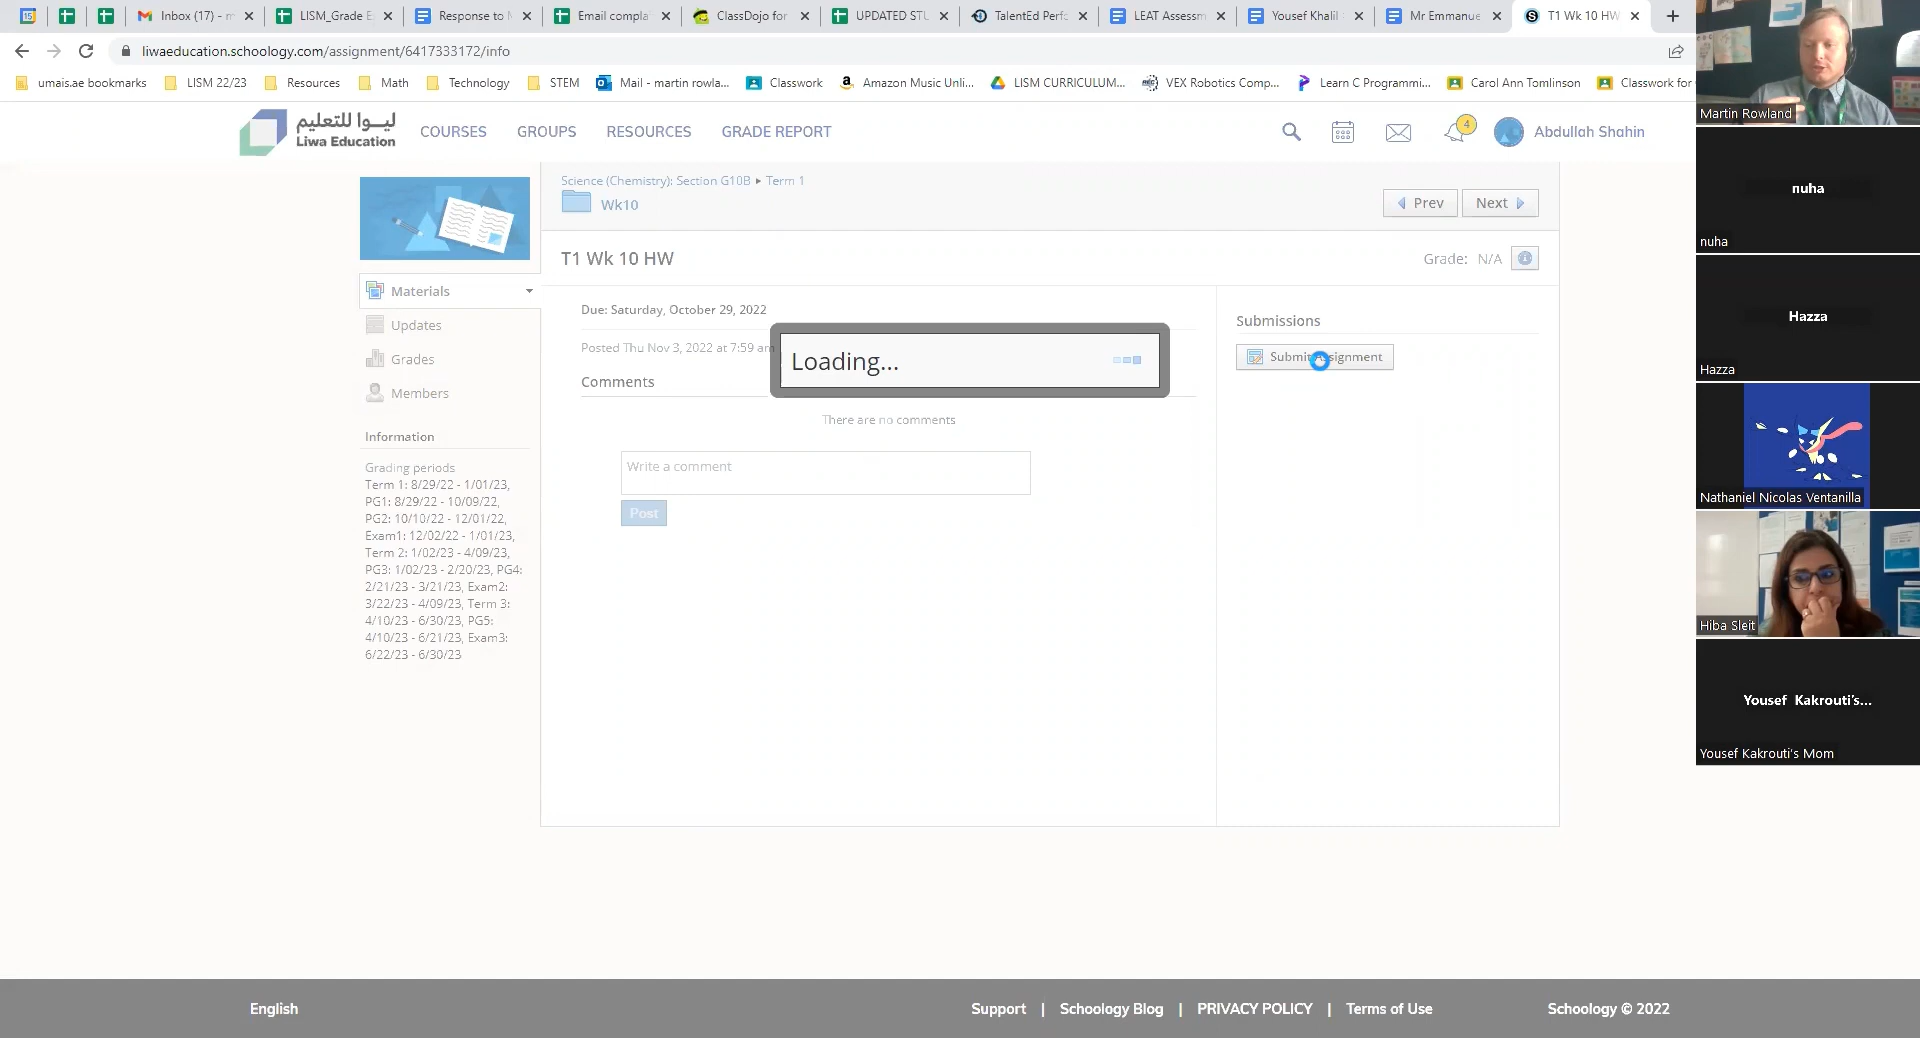 Inbox (17) - m
LISM_Grade E
Response to M
Email compla
ClassDojo for
UPDATED STU
TalentEd Perfo
LEAT Assessm
Yousef Khalil
Mr Emmanue
T1 Wk 10 HW
liwaeducation.schoology.com/assignment/6417333172/info
umais.ae bookmarks
LISM 22/23
Resources
Math
Technology
STEM
Mail - martin rowla...
Classwork
Amazon Music Unli...
LISM CURRICULUM...
VEX Robotics Comp...
Learn C Programmi...
Carol Ann Tomlinson
Classwork for
ليوا للتعليم
Liwa Education
COURSES
GROUPS
RESOURCES
GRADE REPORT
4
Abdullah Shahin
Science (Chemistry): Section G10B ▸ Term 1
Wk10
Prev
Next
T1 Wk 10 HW
Grade: N/A
Materials
Updates
Grades
Members
Information
Grading periods
Term 1: 8/29/22 - 1/01/23,
PG1: 8/29/22 - 10/09/22,
PG2: 10/10/22 - 12/01/22,
Exam1: 12/02/22 - 1/01/23,
Term 2: 1/02/23 - 4/09/23,
PG3: 1/02/23 - 2/20/23, PG4:
2/21/23 - 3/21/23, Exam2:
3/22/23 - 4/09/23, Term 3:
4/10/23 - 6/30/23, PG5:
4/10/23 - 6/21/23, Exam3:
6/22/23 - 6/30/23
Due: Saturday, October 29, 2022
Posted Thu Nov 3, 2022 at 7:59 am
Loading...
Comments
There are no comments
Write a comment
Post
Submissions
Submit Assignment
Martin Rowland
nuha
nuha
Hazza
Hazza
Nathaniel Nicolas Ventanilla
Hiba Sleit
Yousef Kakrouti's...
Yousef Kakrouti's Mom
English
Support | Schoology Blog | PRIVACY POLICY | Terms of Use
Schoology © 2022